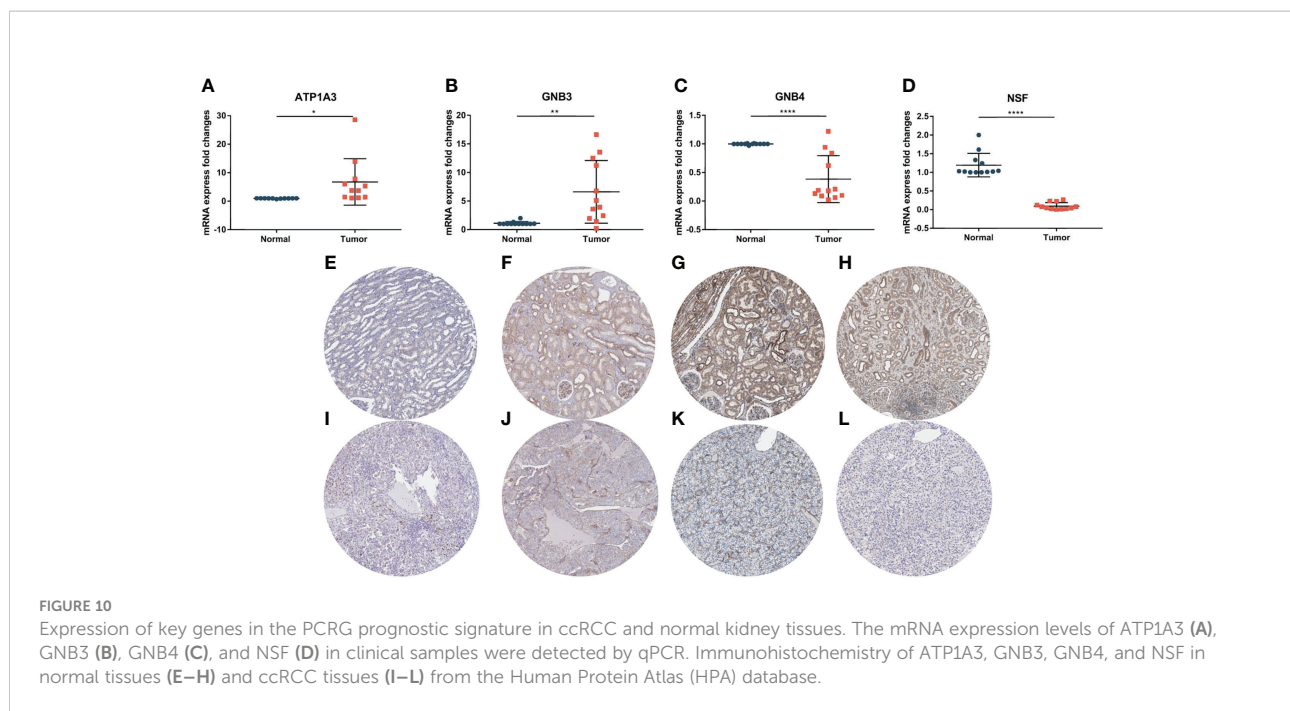 A
ATP1A3
*
mRNA express fold changes
30
20
10
0
-10
Normal
Tumor
B
GNB3
**
mRNA express fold changes
20
15
10
5
0
Normal
Tumor
C
GNB4
****
mRNA express fold changes
1.5
1.0
0.5
0.0
-0.5
Normal
Tumor
D
NSF
****
mRNA express fold changes
2.5
2.0
1.5
1.0
0.5
0.0
-0.5
Normal
Tumor
E
F
G
H
I
J
K
L
FIGURE 10
Expression of key genes in the PCRG prognostic signature in ccRCC and normal kidney tissues. The mRNA expression levels of ATP1A3 (A),
GNB3 (B), GNB4 (C), and NSF (D) in clinical samples were detected by qPCR. Immunohistochemistry of ATP1A3, GNB3, GNB4, and NSF in
normal tissues (E–H) and ccRCC tissues (I–L) from the Human Protein Atlas (HPA) database.